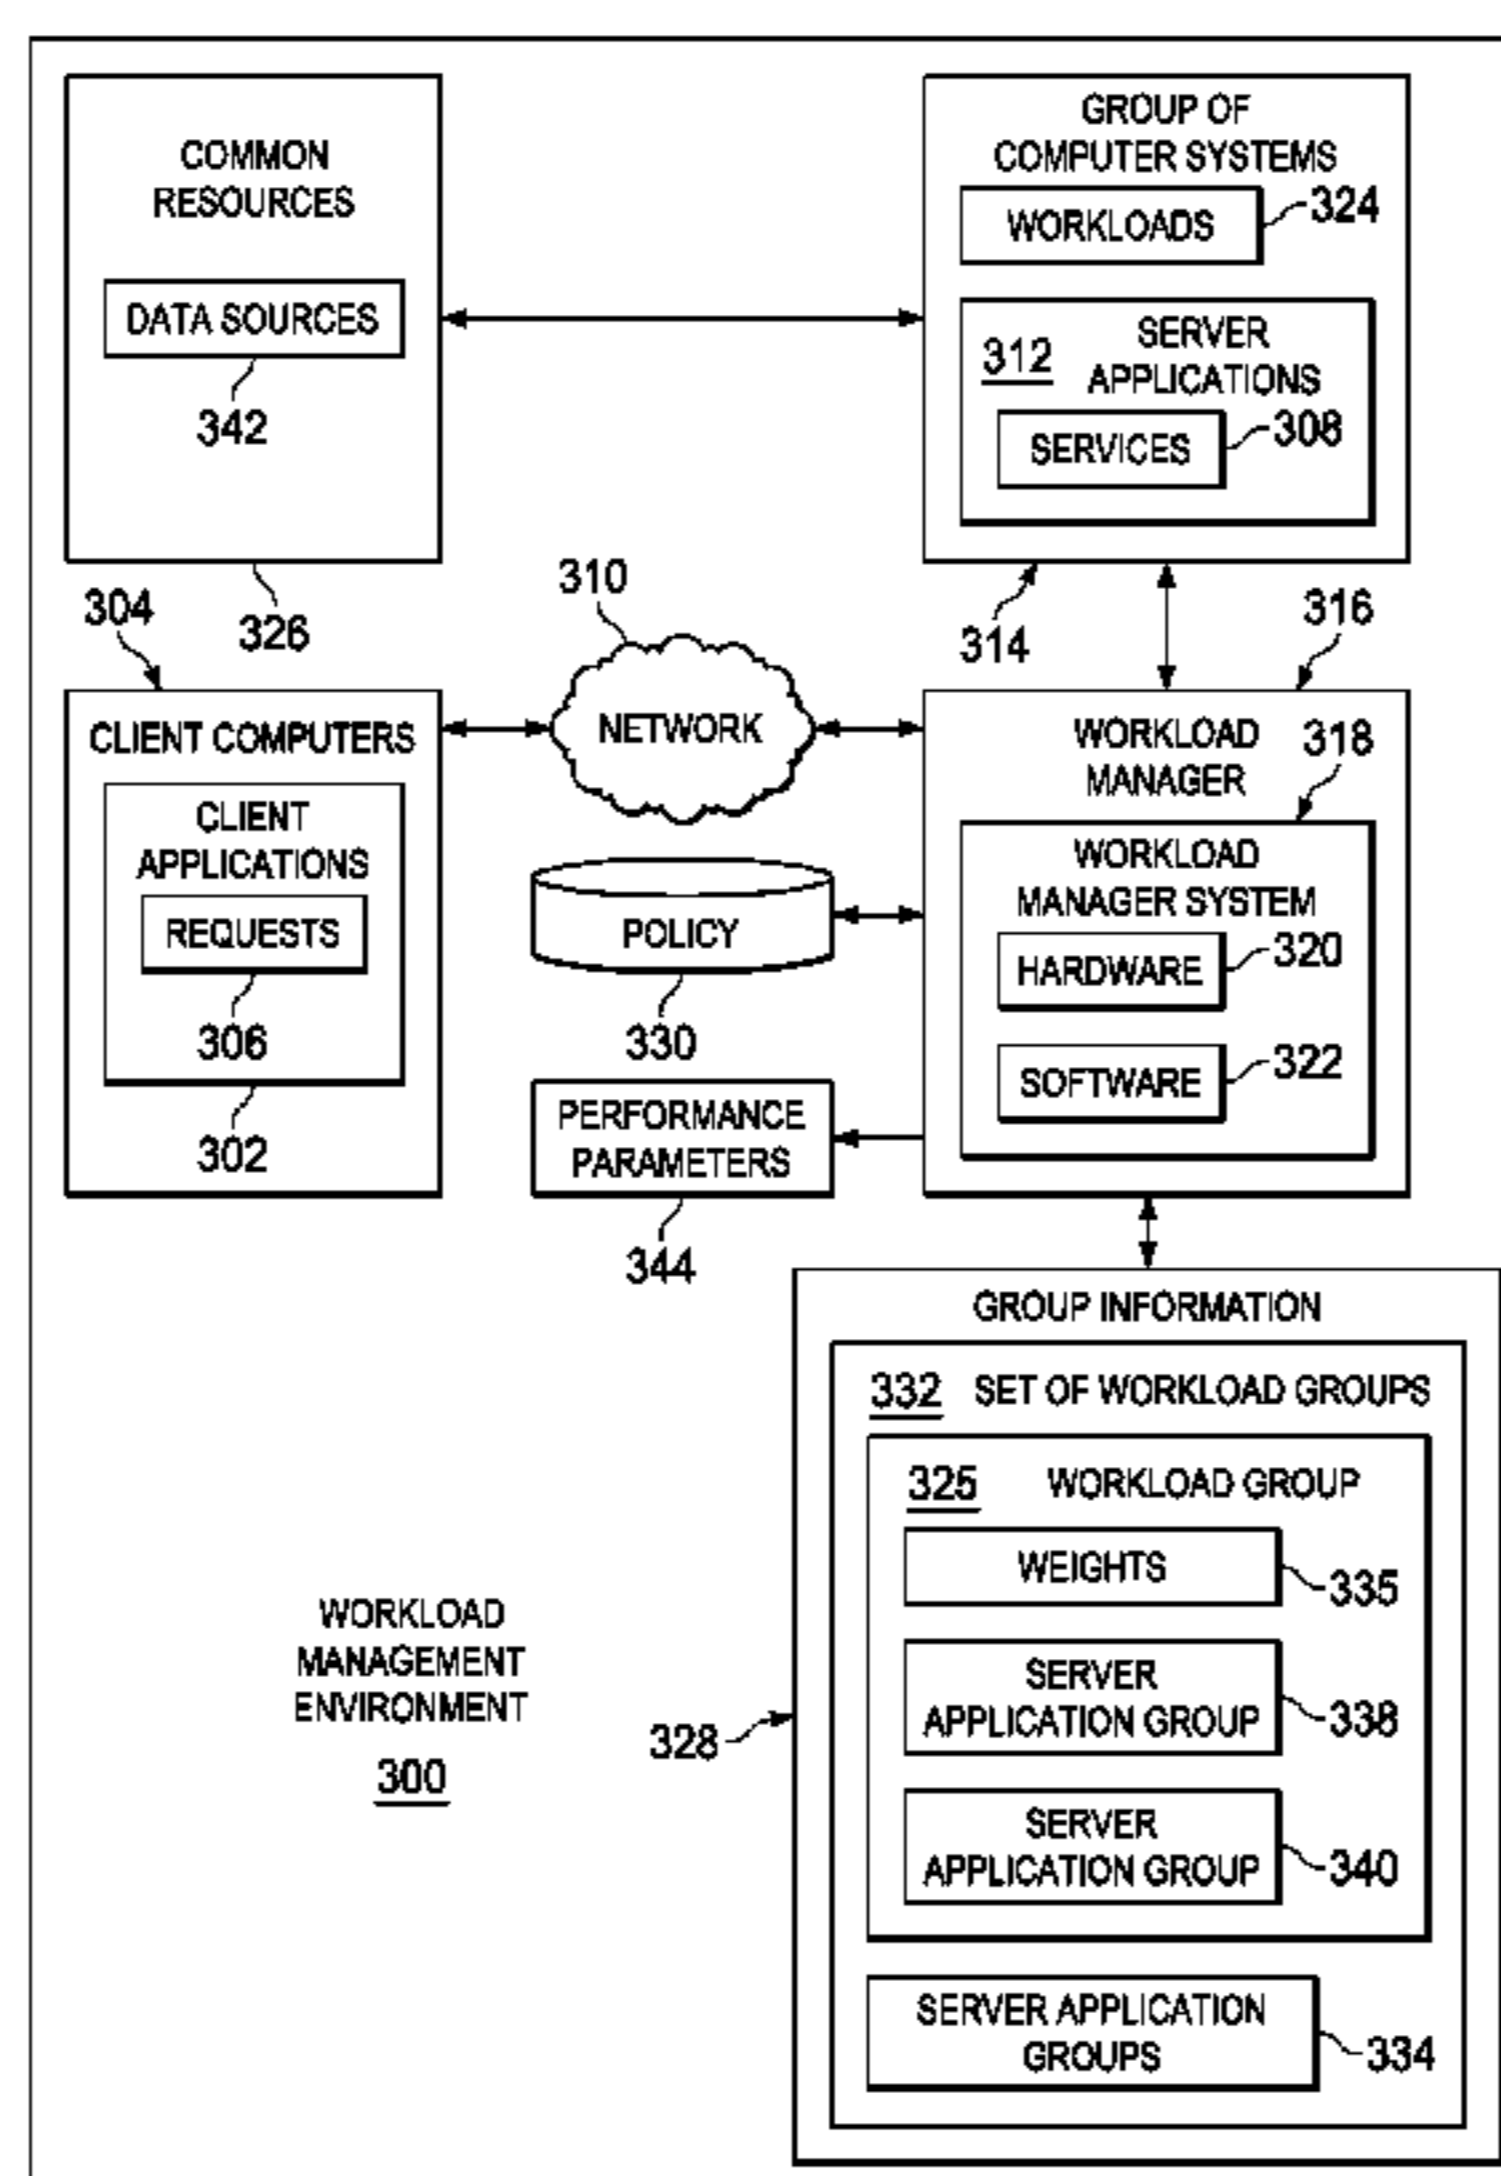 COMMON
RESOURCES
DATA SOURCES
342
326
GROUP OF
COMPUTER SYSTEMS
WORKLOADS
324
312
SERVER
APPLICATIONS
SERVICES
308
314
304
CLIENT COMPUTERS
CLIENT
APPLICATIONS
REQUESTS
306
302
310
NETWORK
POLICY
330
PERFORMANCE
PARAMETERS
344
316
WORKLOAD
MANAGER
318
WORKLOAD
MANAGER SYSTEM
HARDWARE
320
SOFTWARE
322
GROUP INFORMATION
332 SET OF WORKLOAD GROUPS
325 WORKLOAD GROUP
WEIGHTS
335
SERVER
APPLICATION GROUP
338
SERVER
APPLICATION GROUP
340
SERVER APPLICATION
GROUPS
334
328
WORKLOAD
MANAGEMENT
ENVIRONMENT
300